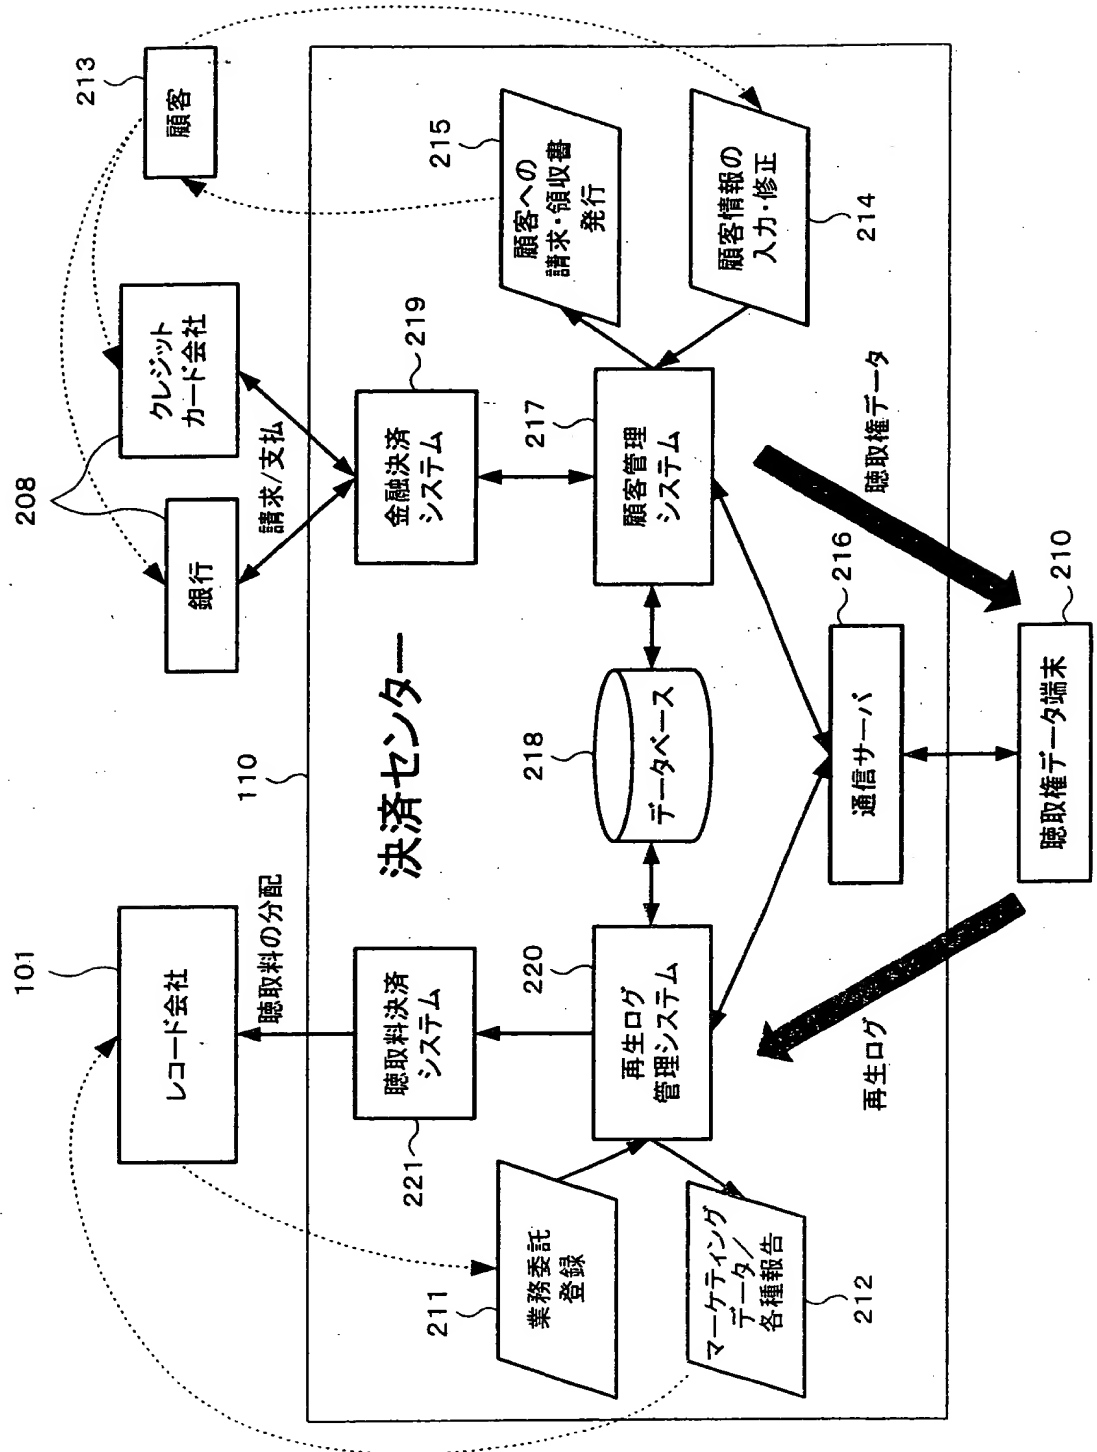 101
レコード会社
聴取料の分配
208
銀行
クレジット
カード会社
請求/支払
213
顧客
110
決済センター
聴取料決済
システム
221
金融決済
システム
219
業務委託
登録
211
再生ログ
管理システム
220
データベース
218
顧客管理
システム
217
顧客への
請求・領収書
発行
215
マーケティング
データ/
各種報告
212
顧客情報の
入力・修正
214
通信サーバ
216
再生ログ
聴取権データ
聴取権データ端末
210